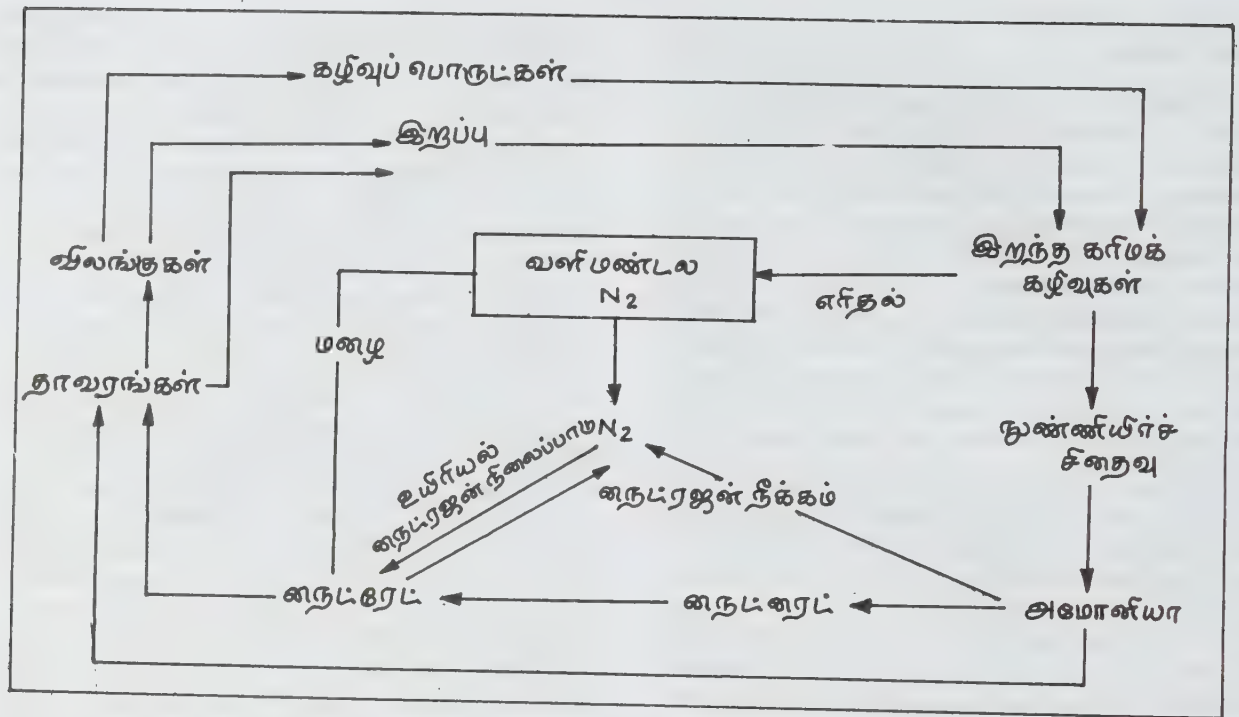 கழிவுப் பொருட்கள்
இறப்பு
விலங்குகள்
வளிமண்டல
N₂
இறந்த கரிமக்
கழிவுகள்
எரிதல்
மழை
தாவரங்கள்
N₂
நுண்ணியிர்ச்
சிதைவு
உயிரியல்
நைட்ரஜன் நிலைப்பாடு
நைட்ரஜன் நீக்கம்
நைட்ரேட்
நைட்ரைட்
அமோனியா